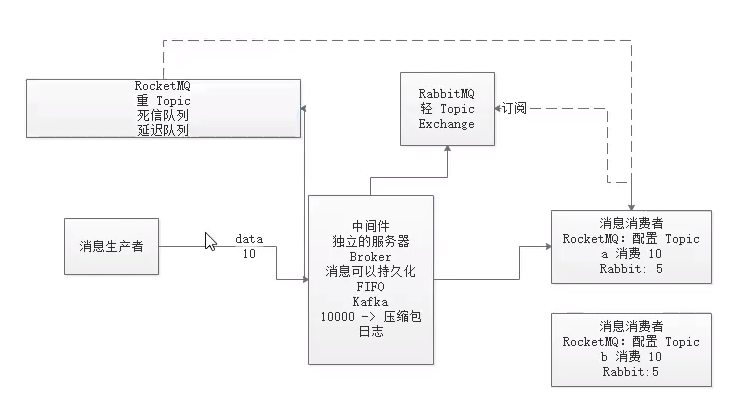 RocketMQ
重 Topic
死信队列
延迟队列
RabbitMQ
轻 Topic
Exchange
订阅
消息生产者
data
10
中间件
独立的服务器
Broker
消息可以持久化
FIFO
Kafka
10000 -> 压缩包
日志
消息消费者
RocketMQ: 配置 Topic
a 消费 10
Rabbit: 5
消息消费者
RocketMQ: 配置 Topic
b 消费 10
Rabbit:5